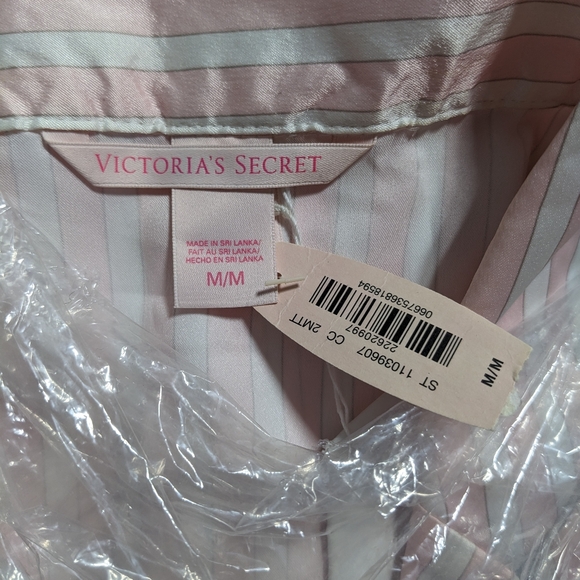 VICTORIA'S SECRET
MADE IN SRI LANKA/
FAIT AU SRI LANKA/
HECHO EN SRI LANKA
M/M
0667536818594
22620997
ST 11039607 CC 2MTT
M/M